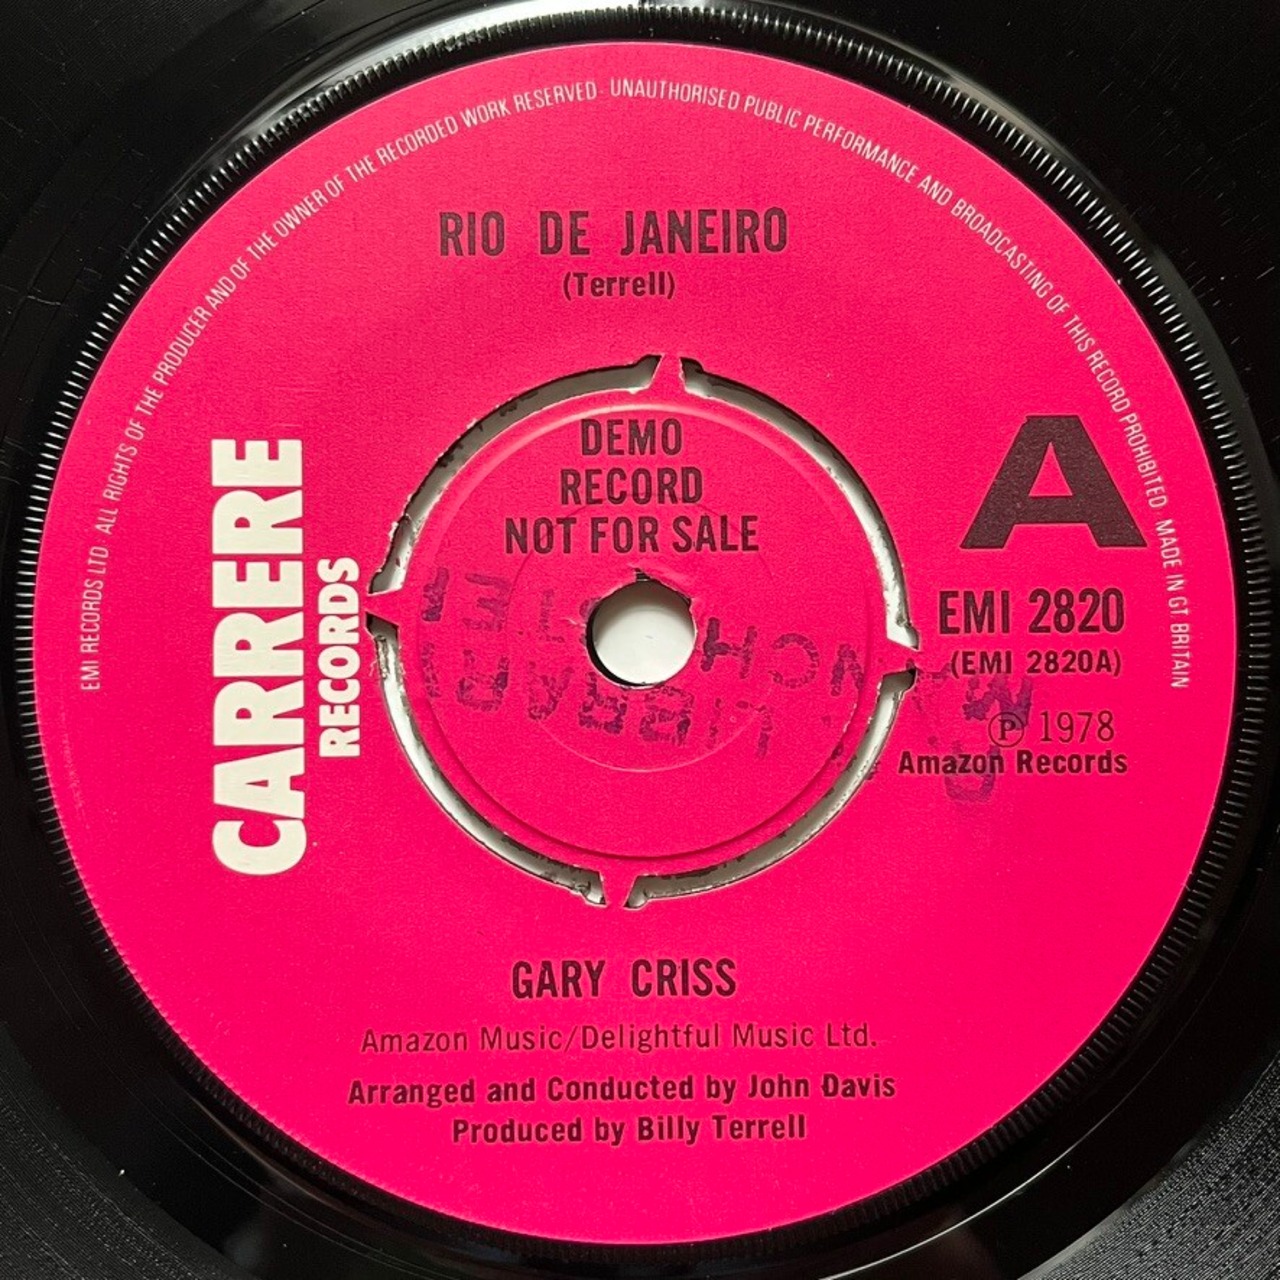 EMI RECORDS LTD ALL RIGHTS OF THE PRODUCER AND OF THE OWNER OF THE RECORDED WORK RESERVED · UNAUTHORISED PUBLIC PERFORMANCE AND BROADCASTING OF THIS RECORD PROHIBITED MADE IN GT BRITAIN
RIO DE JANEIRO
(Terrell)
DEMO
RECORD
NOT FOR SALE
CARRERE
RECORDS
A
EMI 2820
(EMI 2820A)
Ⓟ 1978
Amazon Records
GARY CRISS
Amazon Music/Delightful Music Ltd.
Arranged and Conducted by John Davis
Produced by Billy Terrell